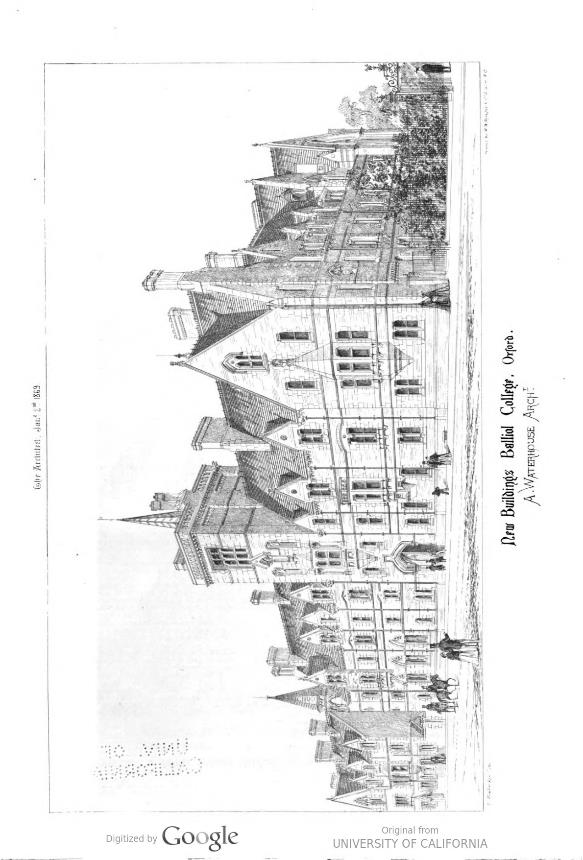 The Architect. Jan.y 2nd 1869
New Buildings Balliol College, Oxford.
A. WATERHOUSE ARCHT.
UNIV. OF
CALIFORNIA
Digitized by Google
Original from
UNIVERSITY OF CALIFORNIA